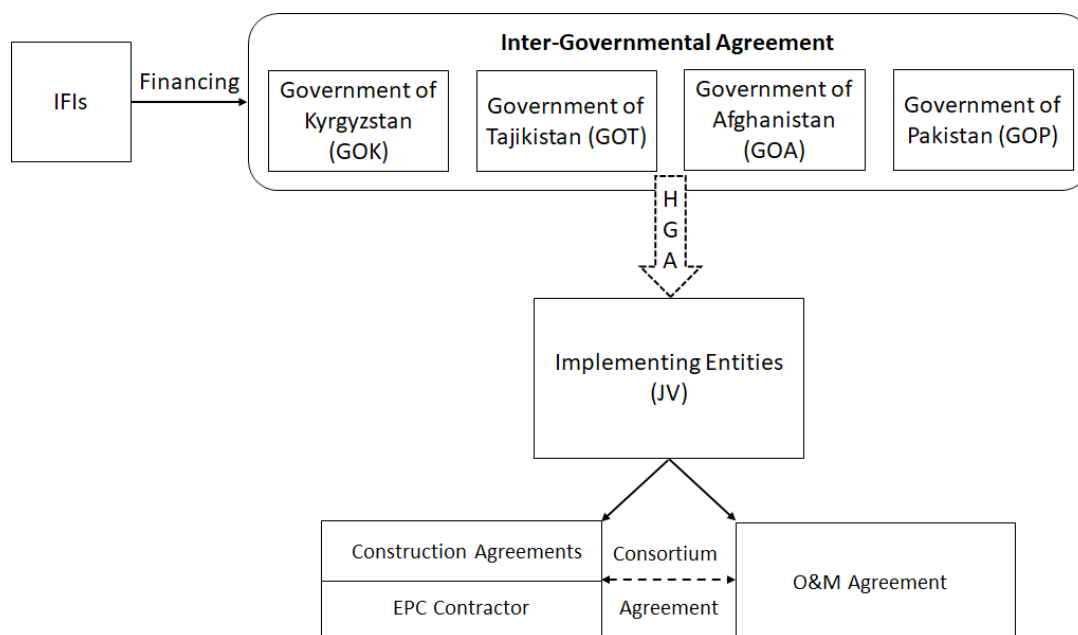 Inter-Governmental Agreement
IFIs
Financing
Government of
Kyrgyzstan
(GOK)
Government of
Tajikistan (GOT)
Government of
Afghanistan
(GOA)
Government of
Pakistan (GOP)
H
G
A
Implementing Entities
(JV)
Construction Agreements
EPC Contractor
Consortium
Agreement
O&M Agreement